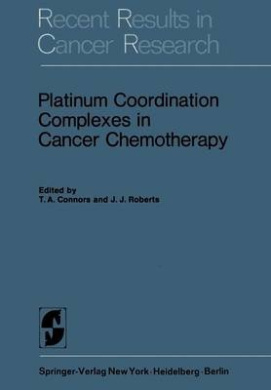 Recent Results in
Cancer Research
Platinum Coordination
Complexes in
Cancer Chemotherapy
Edited by
T. A. Connors and J. J. Roberts
Springer-Verlag New York · Heidelberg · Berlin